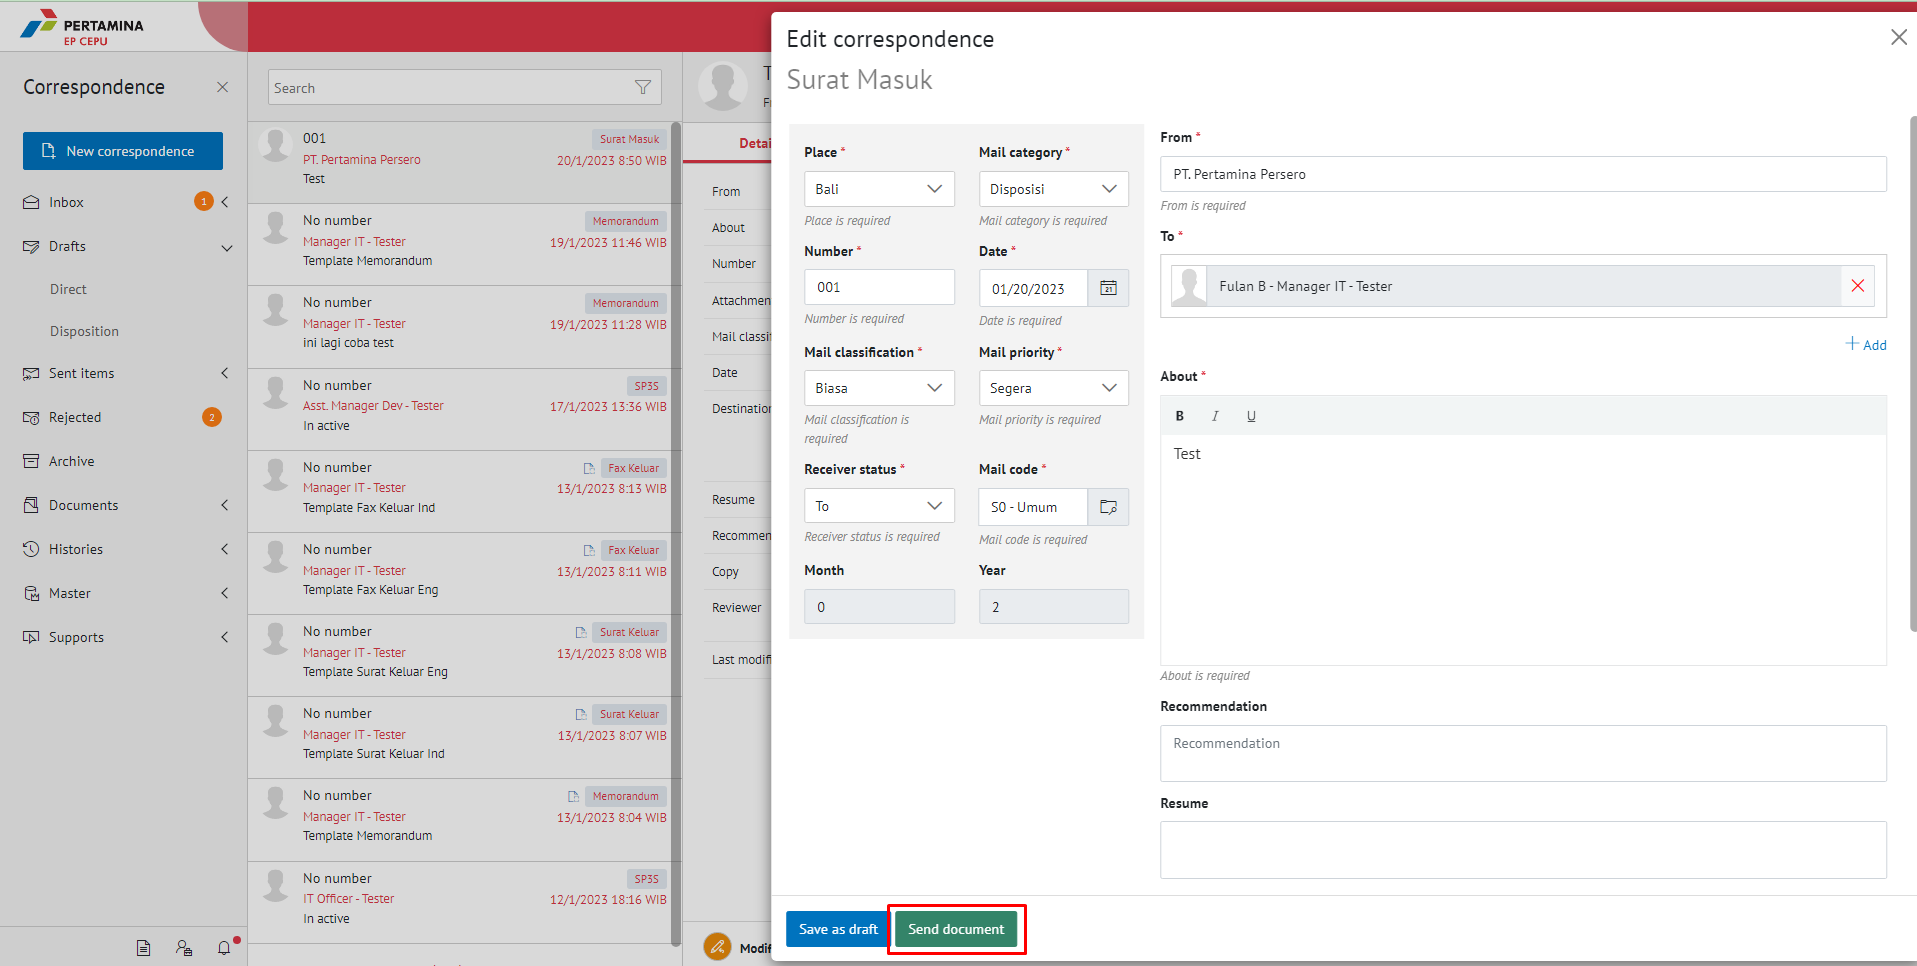 PERTAMINA
EP CEPU
Correspondence
New correspondence
Inbox
1
Drafts
Direct
Disposition
Sent items
Rejected
2
Archive
Documents
Histories
Master
Supports
Search
001
Surat Masuk
PT. Pertamina Persero
20/1/2023 8:50 WIB
Test
No number
Memorandum
Manager IT - Tester
19/1/2023 11:46 WIB
Template Memorandum
No number
Memorandum
Manager IT - Tester
19/1/2023 11:28 WIB
ini lagi coba test
No number
SP3S
Asst. Manager Dev - Tester
17/1/2023 13:36 WIB
In active
No number
Fax Keluar
Manager IT - Tester
13/1/2023 8:13 WIB
Template Fax Keluar Ind
No number
Fax Keluar
Manager IT - Tester
13/1/2023 8:11 WIB
Template Fax Keluar Eng
No number
Surat Keluar
Manager IT - Tester
13/1/2023 8:08 WIB
Template Surat Keluar Eng
No number
Surat Keluar
Manager IT - Tester
13/1/2023 8:07 WIB
Template Surat Keluar Ind
No number
Memorandum
Manager IT - Tester
13/1/2023 8:04 WIB
Template Memorandum
No number
SP3S
IT Officer - Tester
12/1/2023 18:16 WIB
In active
T
F
Detai
From
About
Number
Attachmen
Mail classif
Date
Destination
Resume
Recommen
Copy
Reviewer
Last modifi
Modif
Edit correspondence
Surat Masuk
Place *
Mail category *
Bali
Disposisi
Place is required
Mail category is required
Number *
Date *
001
01/20/2023
21
Number is required
Date is required
Mail classification *
Mail priority *
Biasa
Segera
Mail classification is
required
Mail priority is required
Receiver status *
Mail code *
To
S0 - Umum
Receiver status is required
Mail code is required
Month
Year
0
2
From *
PT. Pertamina Persero
From is required
To *
Fulan B - Manager IT - Tester
+ Add
About *
B I U
Test
About is required
Recommendation
Recommendation
Resume
Save as draft
Send document